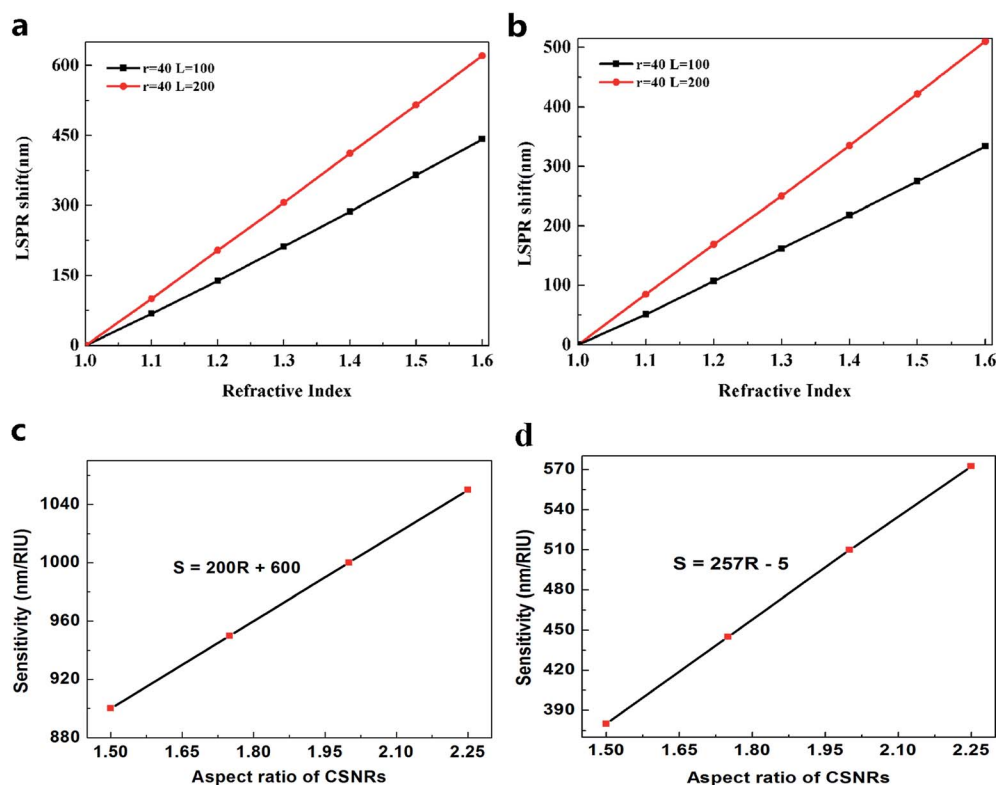 a
r=40 L=100
r=40 L=200
LSPR shift(nm)
600
450
300
150
0
1.0 1.1 1.2 1.3 1.4 1.5 1.6
Refractive Index
b
r=40 L=100
r=40 L=200
LSPR shift(nm)
500
400
300
200
100
0
1.0 1.1 1.2 1.3 1.4 1.5 1.6
Refractive Index
c
S = 200R + 600
Sensitivity (nm/RIU)
1040
1000
960
920
880
1.50 1.65 1.80 1.95 2.10 2.25
Aspect ratio of CSNRs
d
S = 257R - 5
Sensitivity (nm/RIU)
570
540
510
480
450
420
390
1.50 1.65 1.80 1.95 2.10 2.25
Aspect ratio of CSNRs